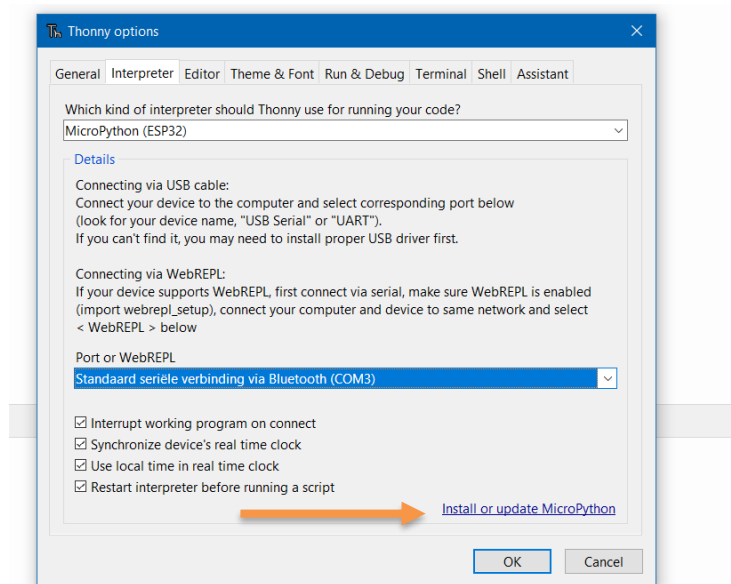 Thonny options
General Interpreter Editor Theme & Font Run & Debug Terminal Shell Assistant
Which kind of interpreter should Thonny use for running your code?
MicroPython (ESP32)
Details
Connecting via USB cable:
Connect your device to the computer and select corresponding port below
(look for your device name, "USB Serial" or "UART").
If you can't find it, you may need to install proper USB driver first.
Connecting via WebREPL:
If your device supports WebREPL, first connect via serial, make sure WebREPL is enabled
(import webrepl_setup), connect your computer and device to same network and select
< WebREPL > below
Port or WebREPL
Standaard seriële verbinding via Bluetooth (COM3)
Interrupt working program on connect
Synchronize device's real time clock
Use local time in real time clock
Restart interpreter before running a script
Install or update MicroPython
OK Cancel